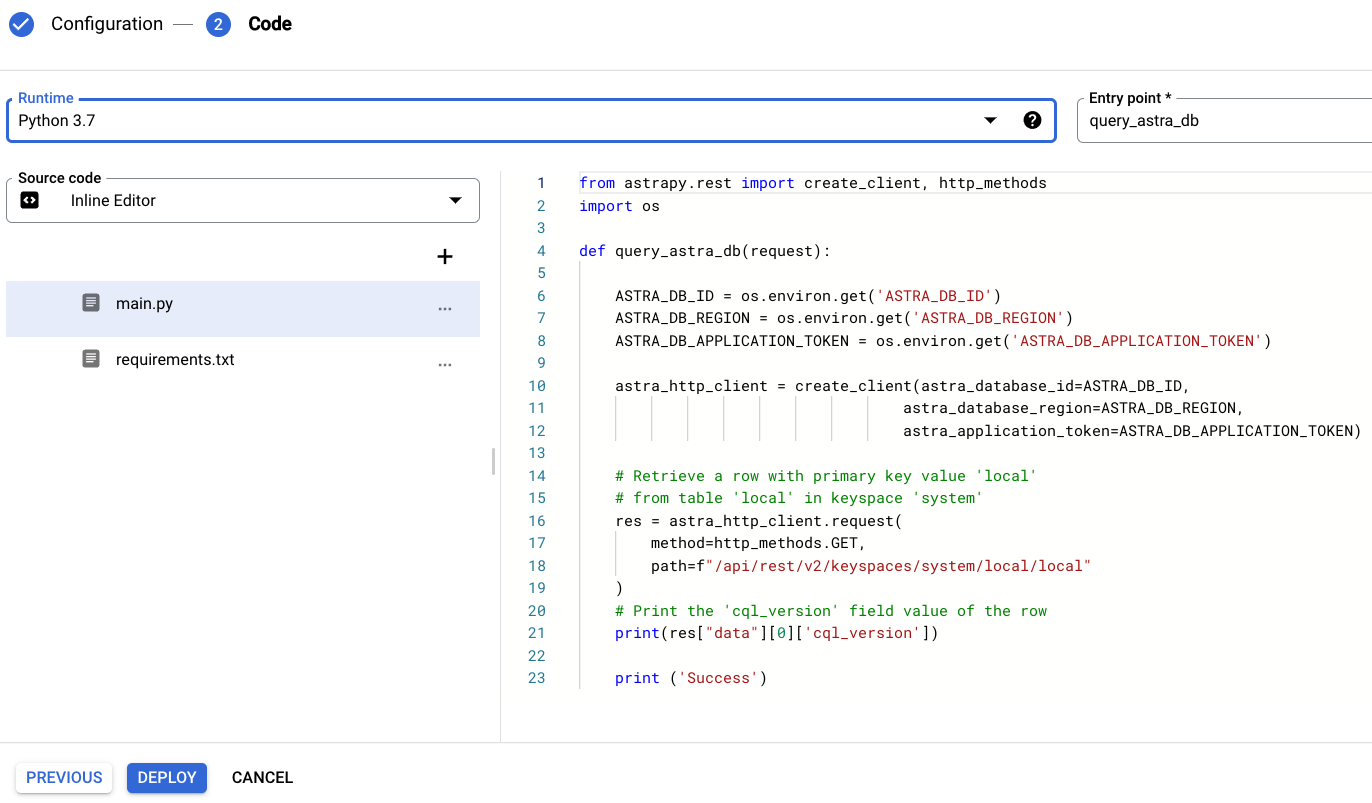 Configuration — 2 Code
Runtime
Python 3.7
Entry point *
query_astra_db
Source code
Inline Editor
+
main.py ...
requirements.txt ...
1 from astrapy.rest import create_client, http_methods
2 import os
3
4 def query_astra_db(request):
5
6     ASTRA_DB_ID = os.environ.get('ASTRA_DB_ID')
7     ASTRA_DB_REGION = os.environ.get('ASTRA_DB_REGION')
8     ASTRA_DB_APPLICATION_TOKEN = os.environ.get('ASTRA_DB_APPLICATION_TOKEN')
9
10     astra_http_client = create_client(astra_database_id=ASTRA_DB_ID,
11                                     astra_database_region=ASTRA_DB_REGION,
12                                     astra_application_token=ASTRA_DB_APPLICATION_TOKEN)
13
14     # Retrieve a row with primary key value 'local'
15     # from table 'local' in keyspace 'system'
16     res = astra_http_client.request(
17         method=http_methods.GET,
18         path=f"/api/rest/v2/keyspaces/system/local/local"
19     )
20     # Print the 'cql_version' field value of the row
21     print(res["data"][0]['cql_version'])
22
23     print ('Success')
PREVIOUS DEPLOY CANCEL